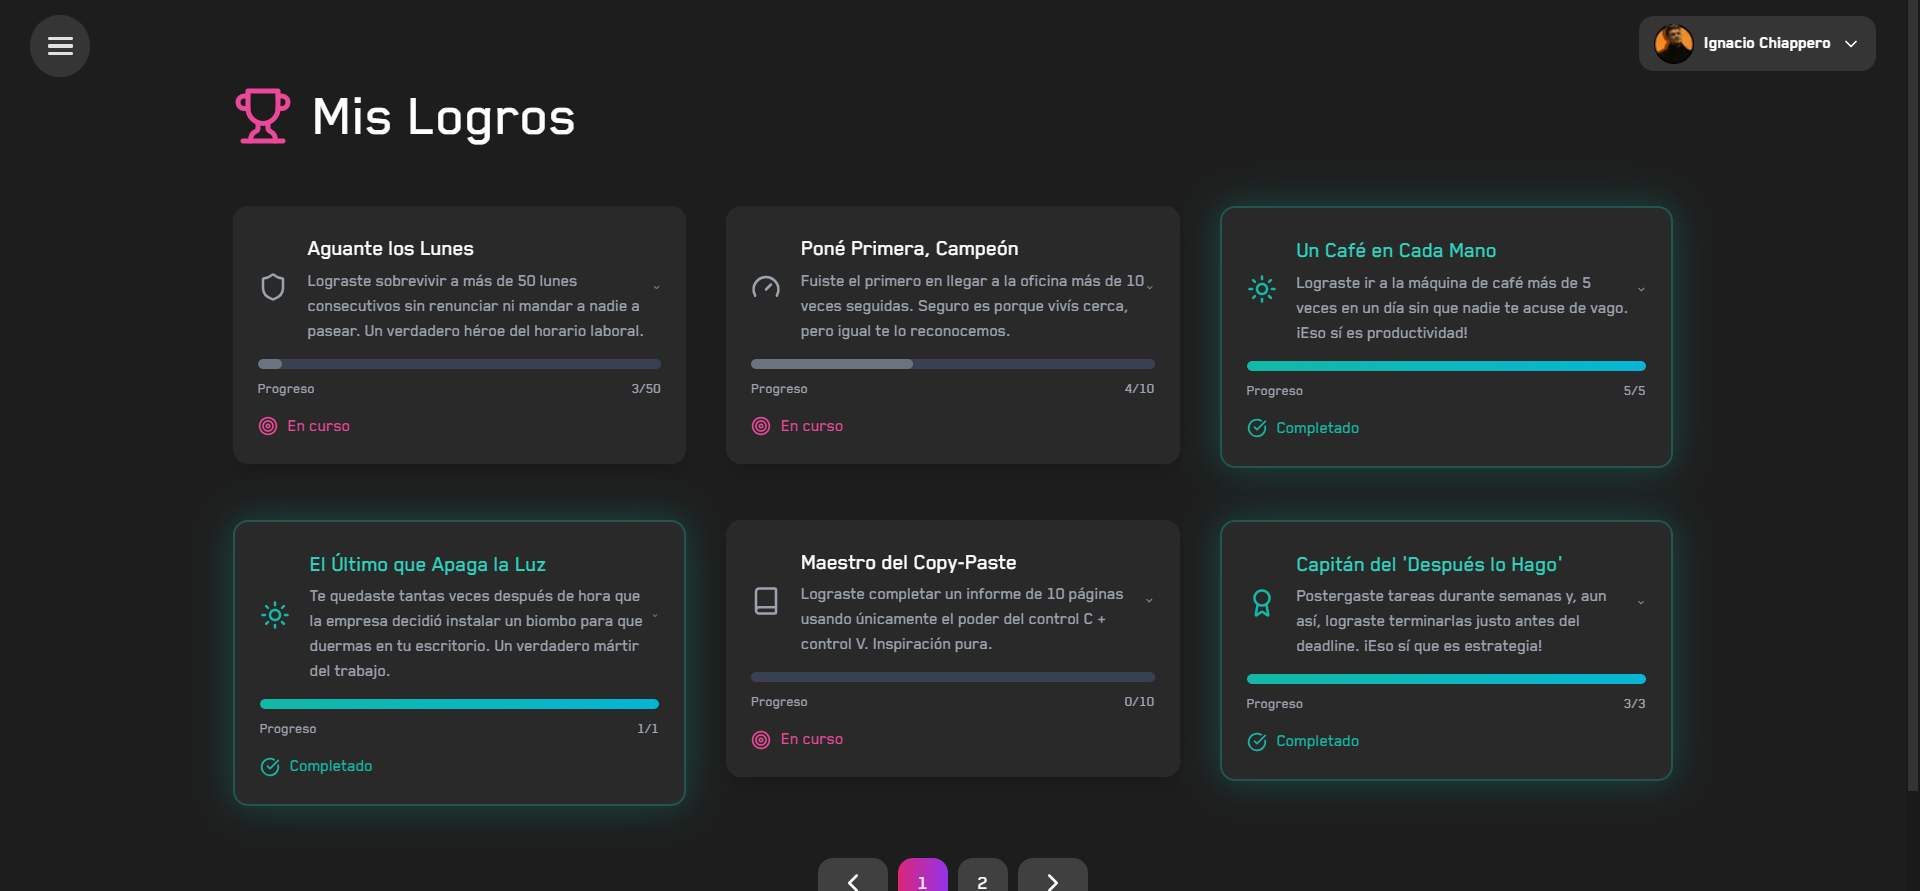 Ignacio Chiappero
Mis Logros
Aguante los Lunes
Lograste sobrevivir a más de 50 lunes
consecutivos sin renunciar ni mandar a nadie a
pasear. Un verdadero héroe del horario laboral.
Progreso 3/50
En curso
Poné Primera, Campeón
Fuiste el primero en llegar a la oficina más de 10
veces seguidas. Seguro es porque vivís cerca,
pero igual te lo reconocemos.
Progreso 4/10
En curso
Un Café en Cada Mano
Lograste ir a la máquina de café más de 5
veces en un día sin que nadie te acuse de vago.
¡Eso sí es productividad!
Progreso 5/5
Completado
El Último que Apaga la Luz
Te quedaste tantas veces después de hora que
la empresa decidió instalar un biombo para que
duermas en tu escritorio. Un verdadero mártir
del trabajo.
Progreso 1/1
Completado
Maestro del Copy-Paste
Lograste completar un informe de 10 páginas
usando únicamente el poder del control C +
control V. Inspiración pura.
Progreso 0/10
En curso
Capitán del 'Después lo Hago'
Postergaste tareas durante semanas y, aun
así, lograste terminarlas justo antes del
deadline. ¡Eso sí que es estrategia!
Progreso 3/3
Completado
1 2